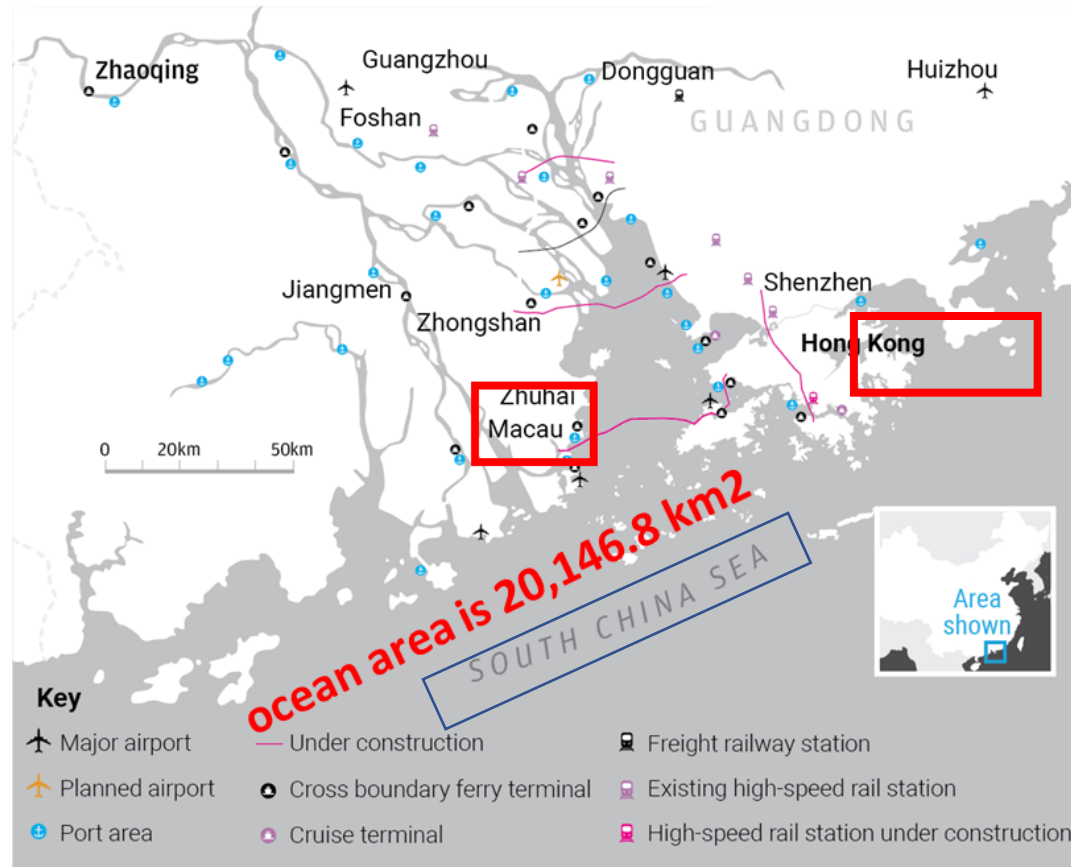 Zhaoqing
Guangzhou
Dongguan
Huizhou
Foshan
GUANGDONG
Jiangmen
Zhongshan
Shenzhen
Hong Kong
Zhuhai
Macau
0 20km 50km
ocean area is 20,146.8 km2
SOUTH CHINA SEA
Area
shown
Key
Major airport
Under construction
Freight railway station
Planned airport
Cross boundary ferry terminal
Existing high-speed rail station
Port area
Cruise terminal
High-speed rail station under construction